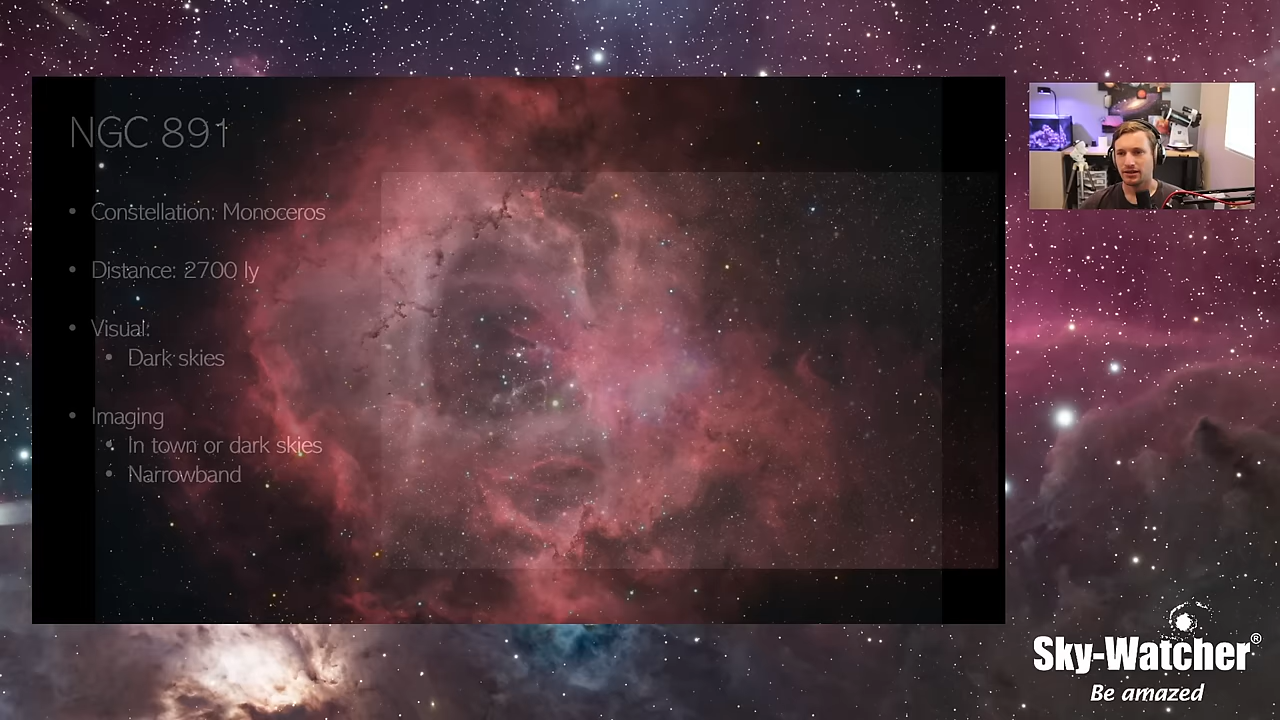 NGC 891
• Constellation: Monoceros
• Distance: 2700 ly
• Visual:
• Dark skies
• Imaging
• In town or dark skies
• Narrowband
Sky-Watcher®
Be amazed